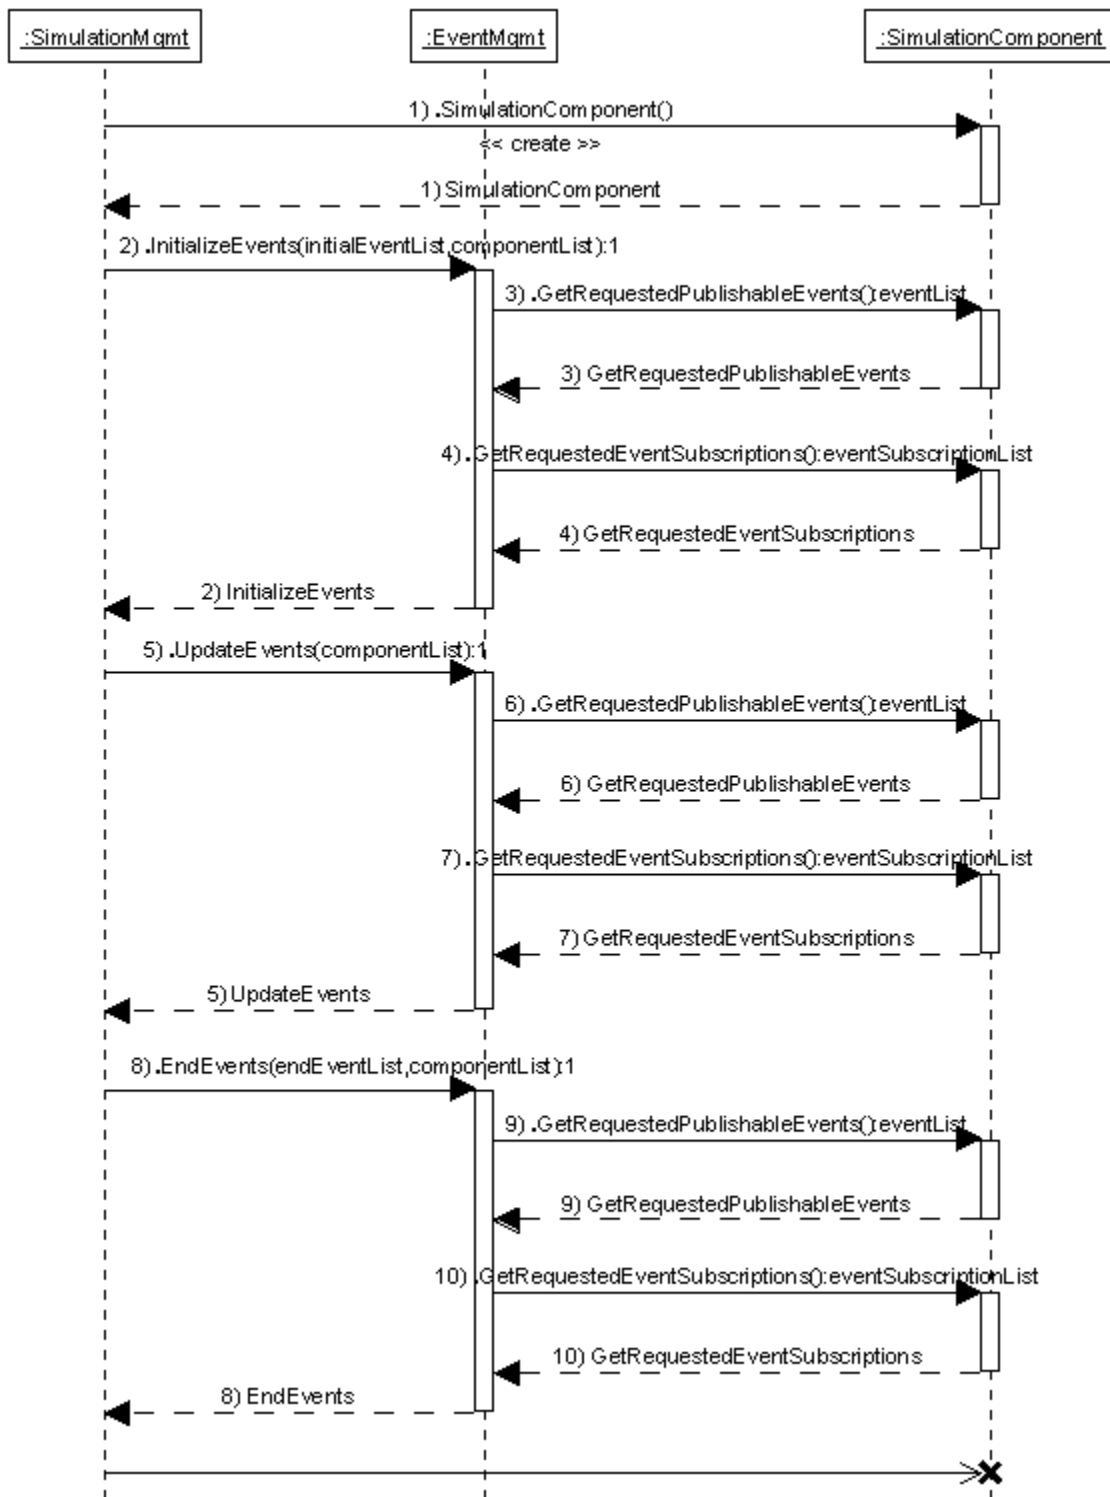 :SimulationMgmt
:EventMgmt
:SimulationComponent
1) .SimulationComponent()
<< create >>
1) SimulationComponent
2) .InitializeEvents(initialEventList,componentList):1
3) .GetRequestedPublishableEvents():eventList
3) GetRequestedPublishableEvents
4) .GetRequestedEventSubscriptions():eventSubscriptionList
4) GetRequestedEventSubscriptions
2) InitializeEvents
5) .UpdateEvents(componentList):1
6) .GetRequestedPublishableEvents():eventList
6) GetRequestedPublishableEvents
7) .GetRequestedEventSubscriptions():eventSubscriptionList
7) GetRequestedEventSubscriptions
5) UpdateEvents
8) .EndEvents(endEventList,componentList):1
9) .GetRequestedPublishableEvents():eventList
9) GetRequestedPublishableEvents
10) .GetRequestedEventSubscriptions():eventSubscriptionList
10) GetRequestedEventSubscriptions
8) EndEvents